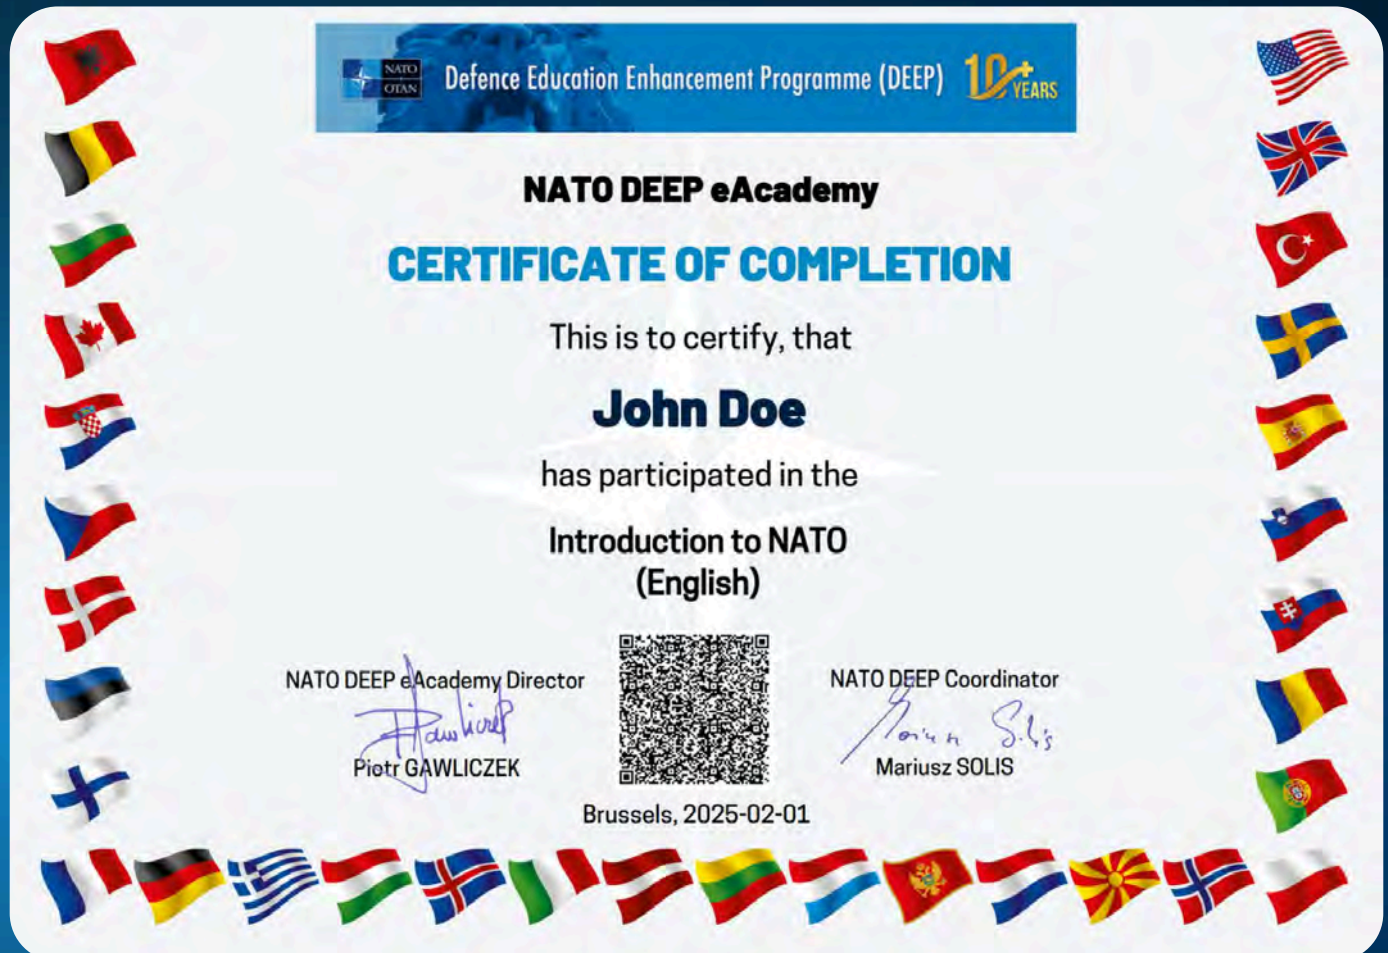 NATO
OTAN
Defence Education Enhancement Programme (DEEP)
10+ YEARS
NATO DEEP eAcademy
CERTIFICATE OF COMPLETION
This is to certify, that
John Doe
has participated in the
Introduction to NATO
(English)
NATO DEEP eAcademy Director
Piotr GAWLICZEK
NATO DEEP Coordinator
Mariusz SOLIS
Brussels, 2025-02-01